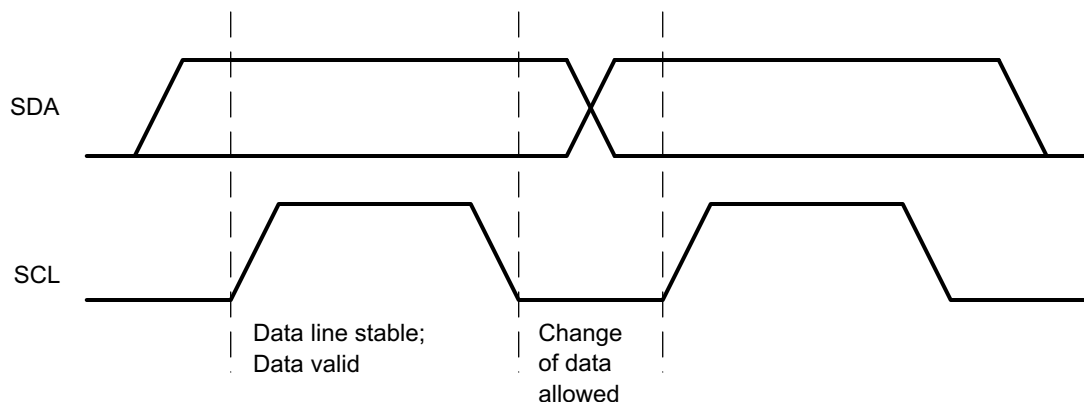 SDA
SCL
Data line stable;
Data valid
Change
of data
allowed